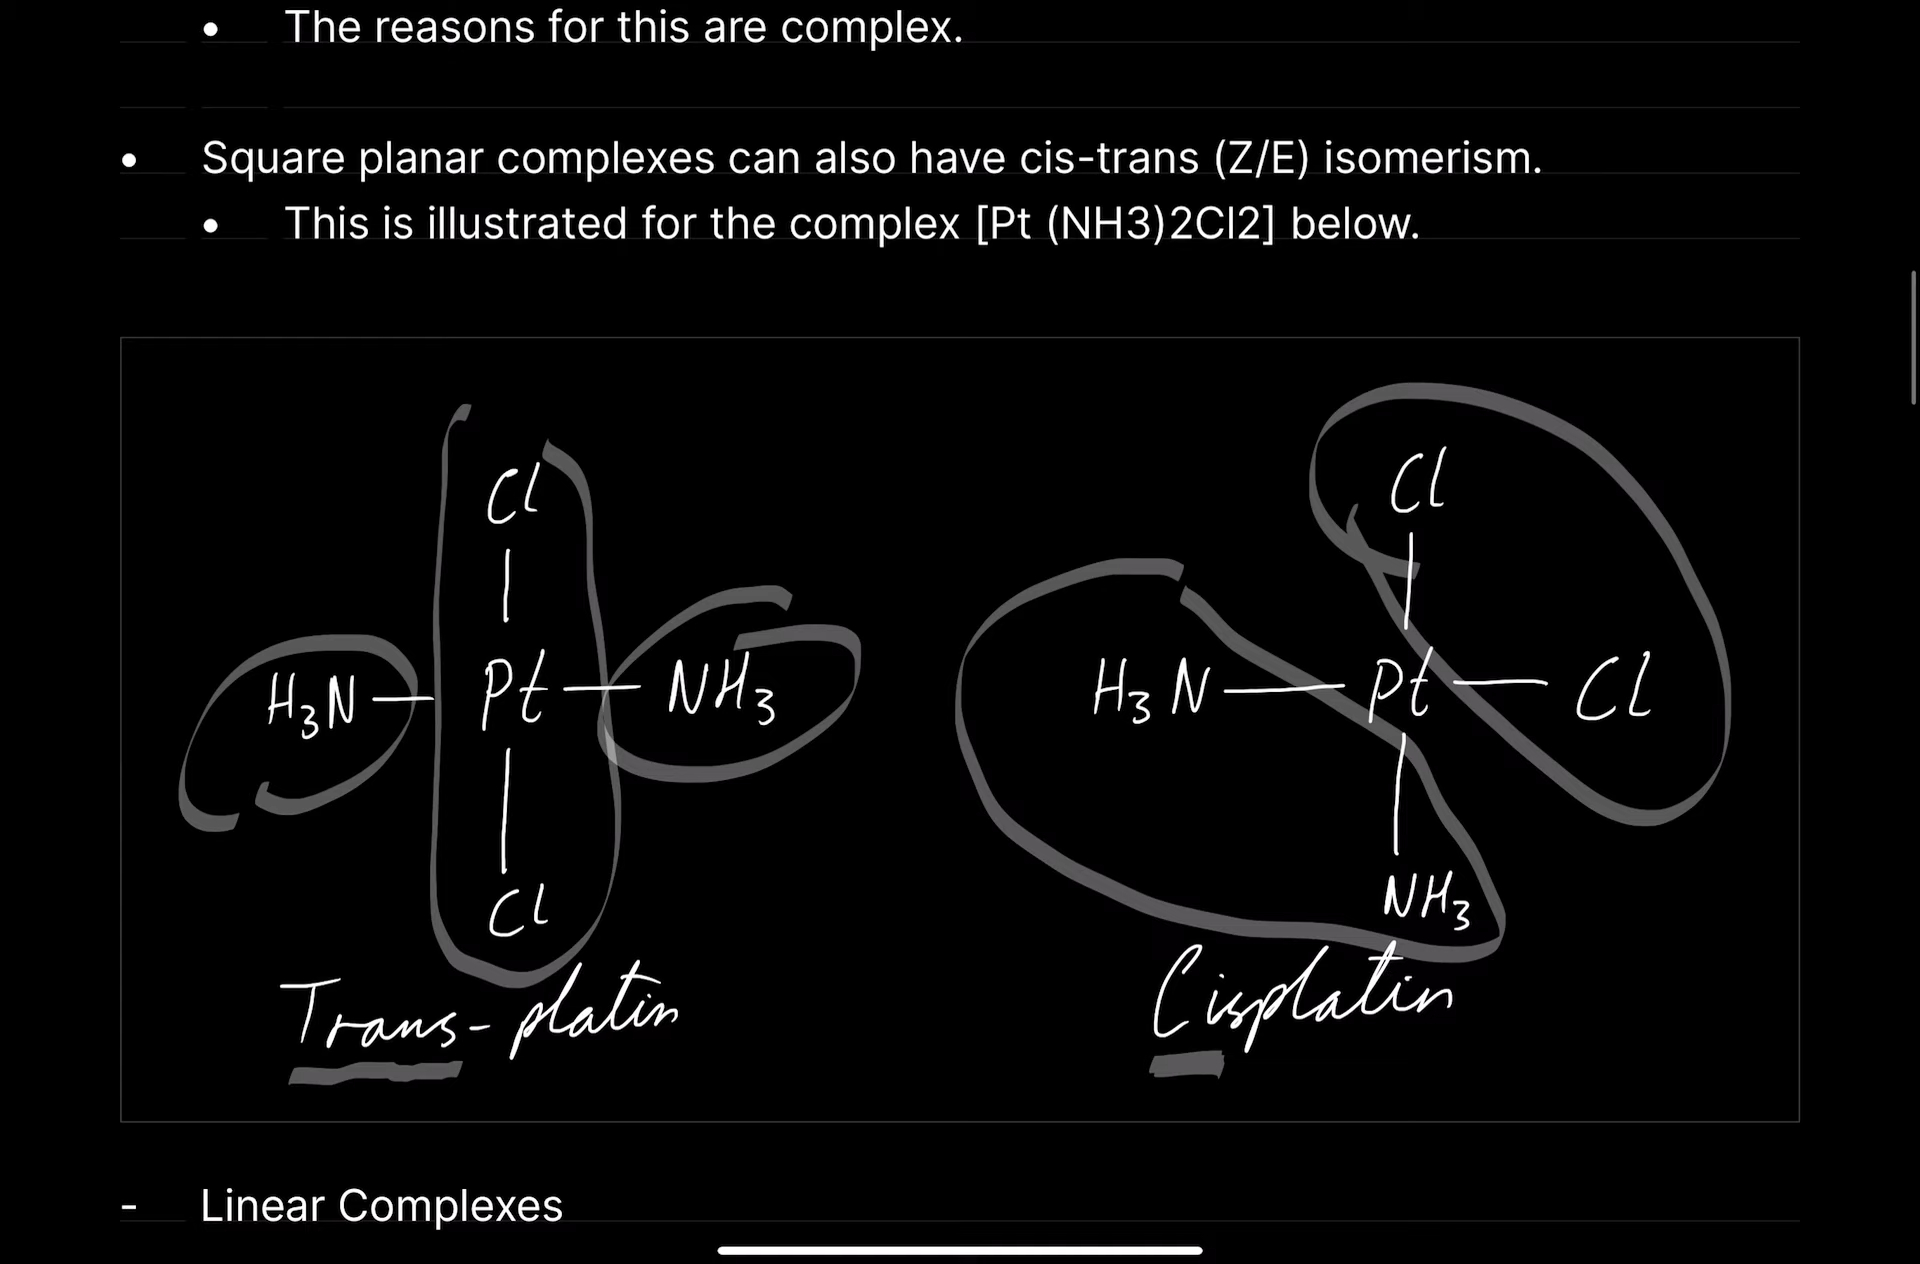 • The reasons for this are complex.
• Square planar complexes can also have cis-trans (Z/E) isomerism.
• This is illustrated for the complex [Pt (NH3)2Cl2] below.
Cl
H₃N — Pt — NH₃
Cl
Trans-platin
Cl
H₃N — Pt — Cl
NH₃
Cisplatin
- Linear Complexes